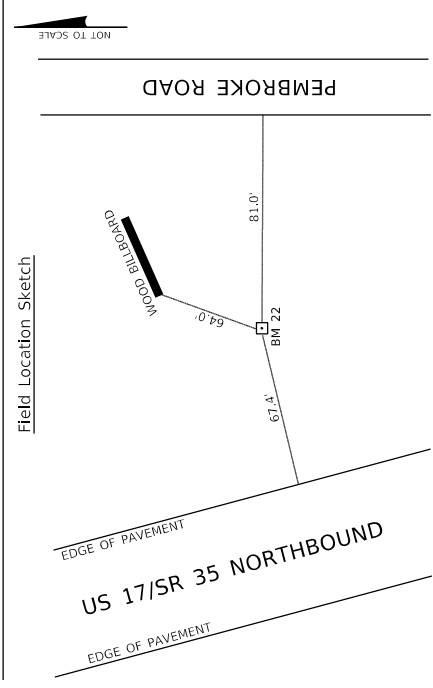 NOT TO SCALE
PEMBROKE ROAD
81.0'
WOOD BILLBOARD
64.0'
BM 22
Field Location Sketch
67.4'
EDGE OF PAVEMENT
US 17/SR 35 NORTHBOUND
EDGE OF PAVEMENT